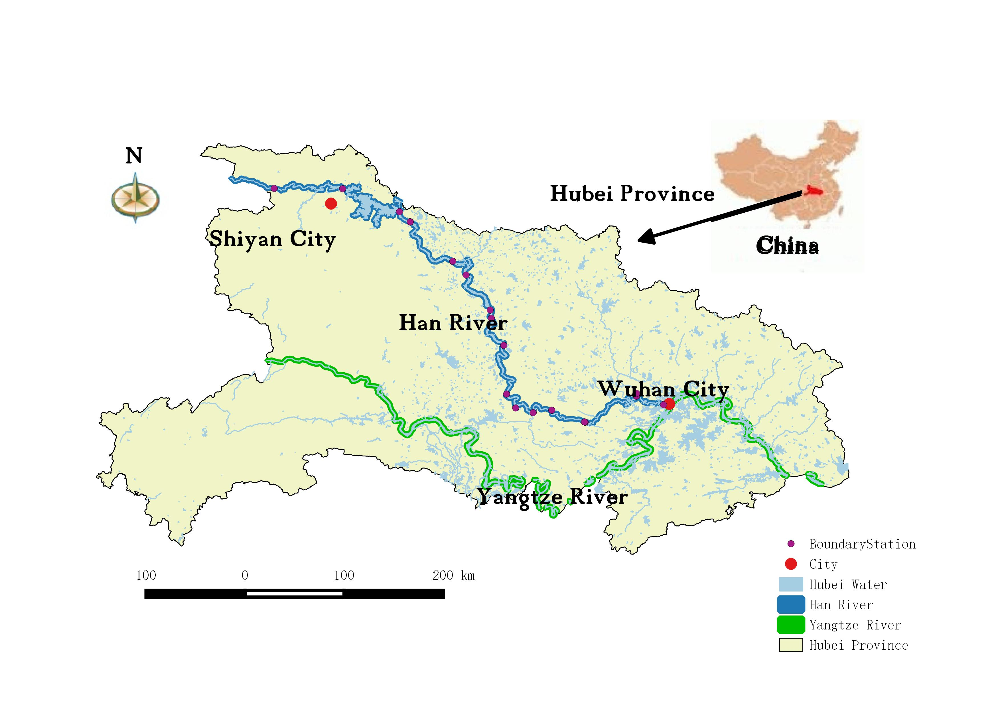 N
Hubei Province
China
Shiyan City
Han River
Wuhan City
Yangtze River
BoundaryStation
City
Hubei Water
Han River
Yangtze River
Hubei Province
100 0 100 200 km